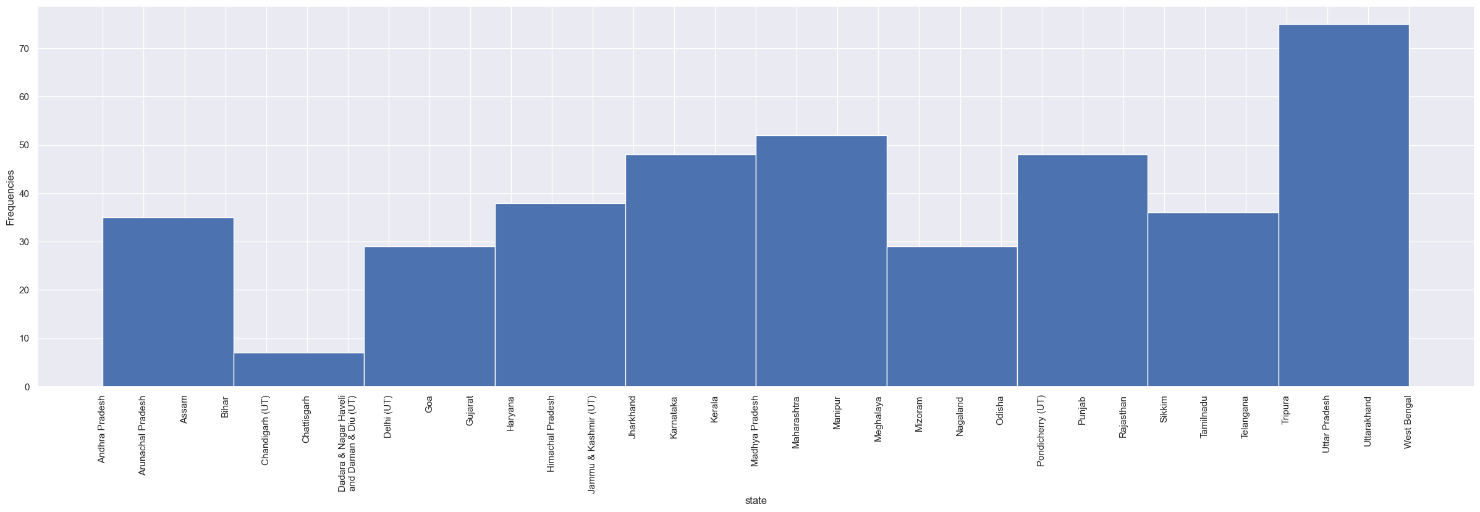 70
60
50
40
30
20
10
0
Frequencies
Andhra Pradesh
Arunachal Pradesh
Assam
Bihar
Chandigarh (UT)
Chattisgarh
Dadara & Nagar Haveli
and Daman & Diu (UT)
Delhi (UT)
Goa
Gujarat
Haryana
Himachal Pradesh
Jammu & Kashmir (UT)
Jharkhand
Karnataka
Kerala
Madhya Pradesh
Maharashtra
Manipur
Meghalaya
Mizoram
Nagaland
Odisha
Pondicherry (UT)
Punjab
Rajasthan
Sikkim
Tamilnadu
Telangana
Tripura
Uttar Pradesh
Uttarakhand
West Bengal
state